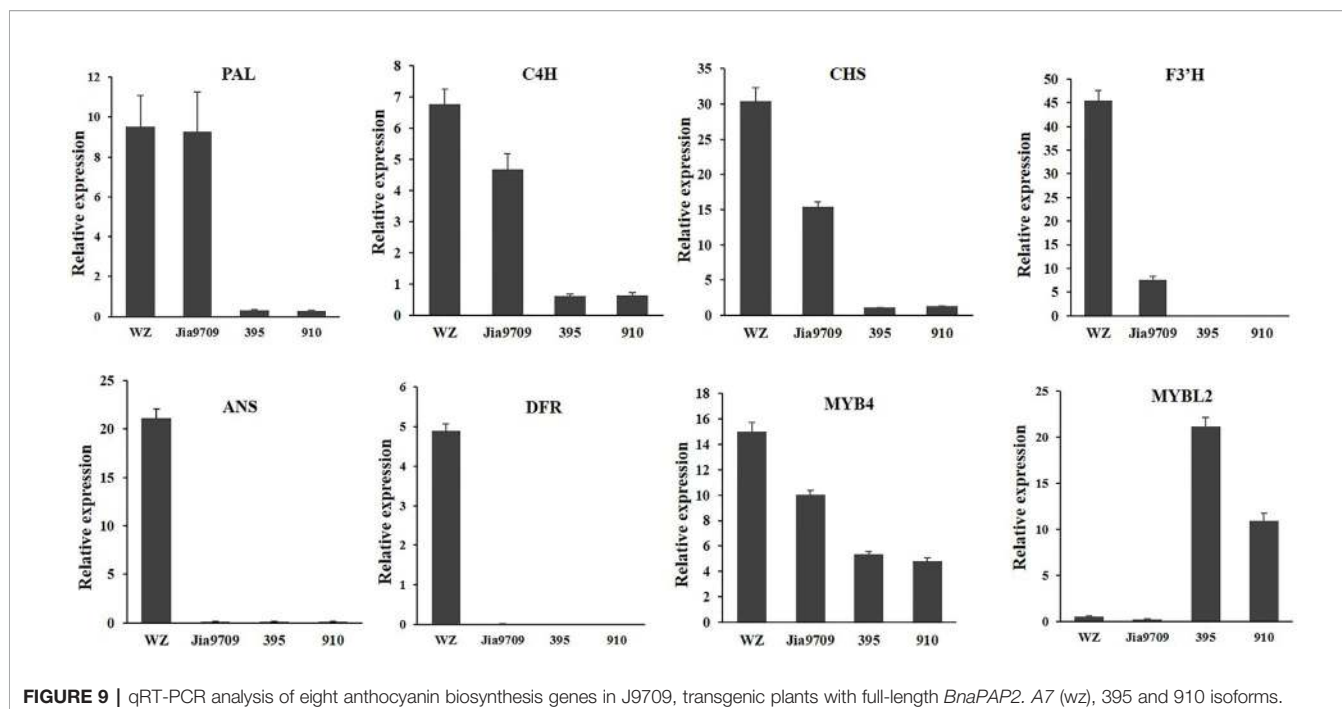 PAL
12
10
8
6
4
2
0
Relative expression
WZ Jia9709 395 910
C4H
8
7
6
5
4
3
2
1
0
Relative expression
WZ Jia9709 395 910
CHS
35
30
25
20
15
10
5
0
Relative expression
WZ Jia9709 395 910
F3'H
50
45
40
35
30
25
20
15
10
5
0
Relative expression
WZ Jia9709 395 910
ANS
25
20
15
10
5
0
Relative expression
WZ Jia9709 395 910
DFR
6
5
4
3
2
1
0
Relative expression
WZ Jia9709 395 910
MYB4
18
16
14
12
10
8
6
4
2
0
Relative expression
WZ Jia9709 395 910
MYBL2
25
20
15
10
5
0
Relative expression
WZ Jia9709 395 910
FIGURE 9 | qRT-PCR analysis of eight anthocyanin biosynthesis genes in J9709, transgenic plants with full-length BnaPAP2. A7 (wz), 395 and 910 isoforms.